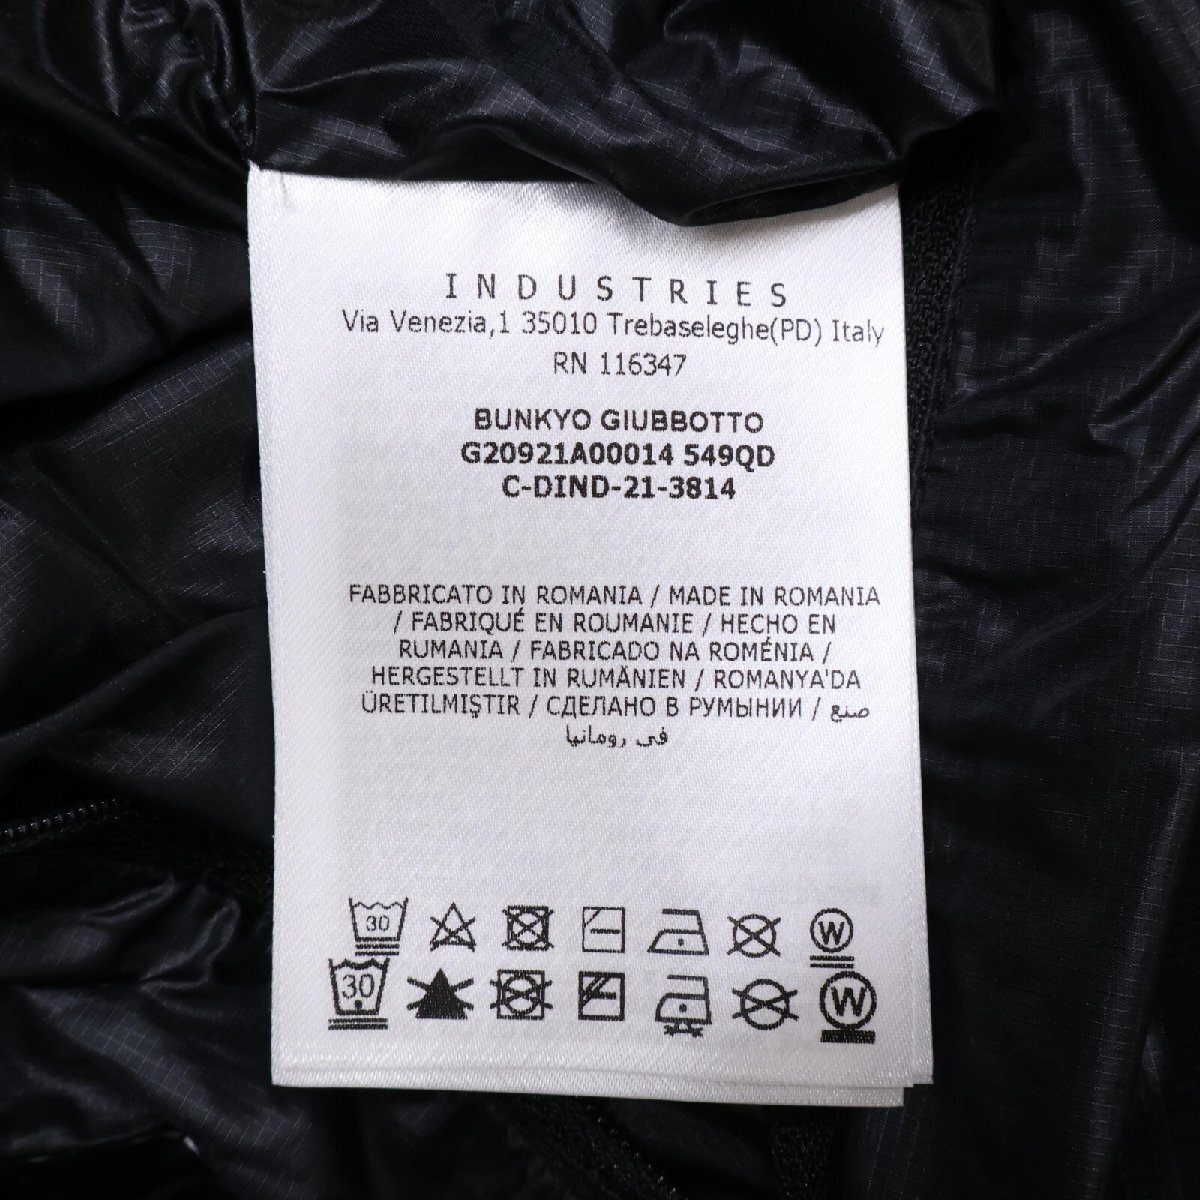 INDUSTRIES
Via Venezia,1 35010 Trebaseleghe(PD) Italy
RN 116347
BUNKYO GIUBBOTTO
G20921A00014 549QD
C-DIND-21-3814
FABBRICATO IN ROMANIA / MADE IN ROMANIA
/ FABRIQUÉ EN ROUMANIE / HECHO EN
RUMANIA / FABRICADO NA ROMÉNIA /
HERGESTELLT IN RUMÄNIEN / ROMANYA'DA
ÜRETILMIŞTIR / СДЕЛАНО В РУМЫНИИ / صنع
في رومانيا
30 W
30 W